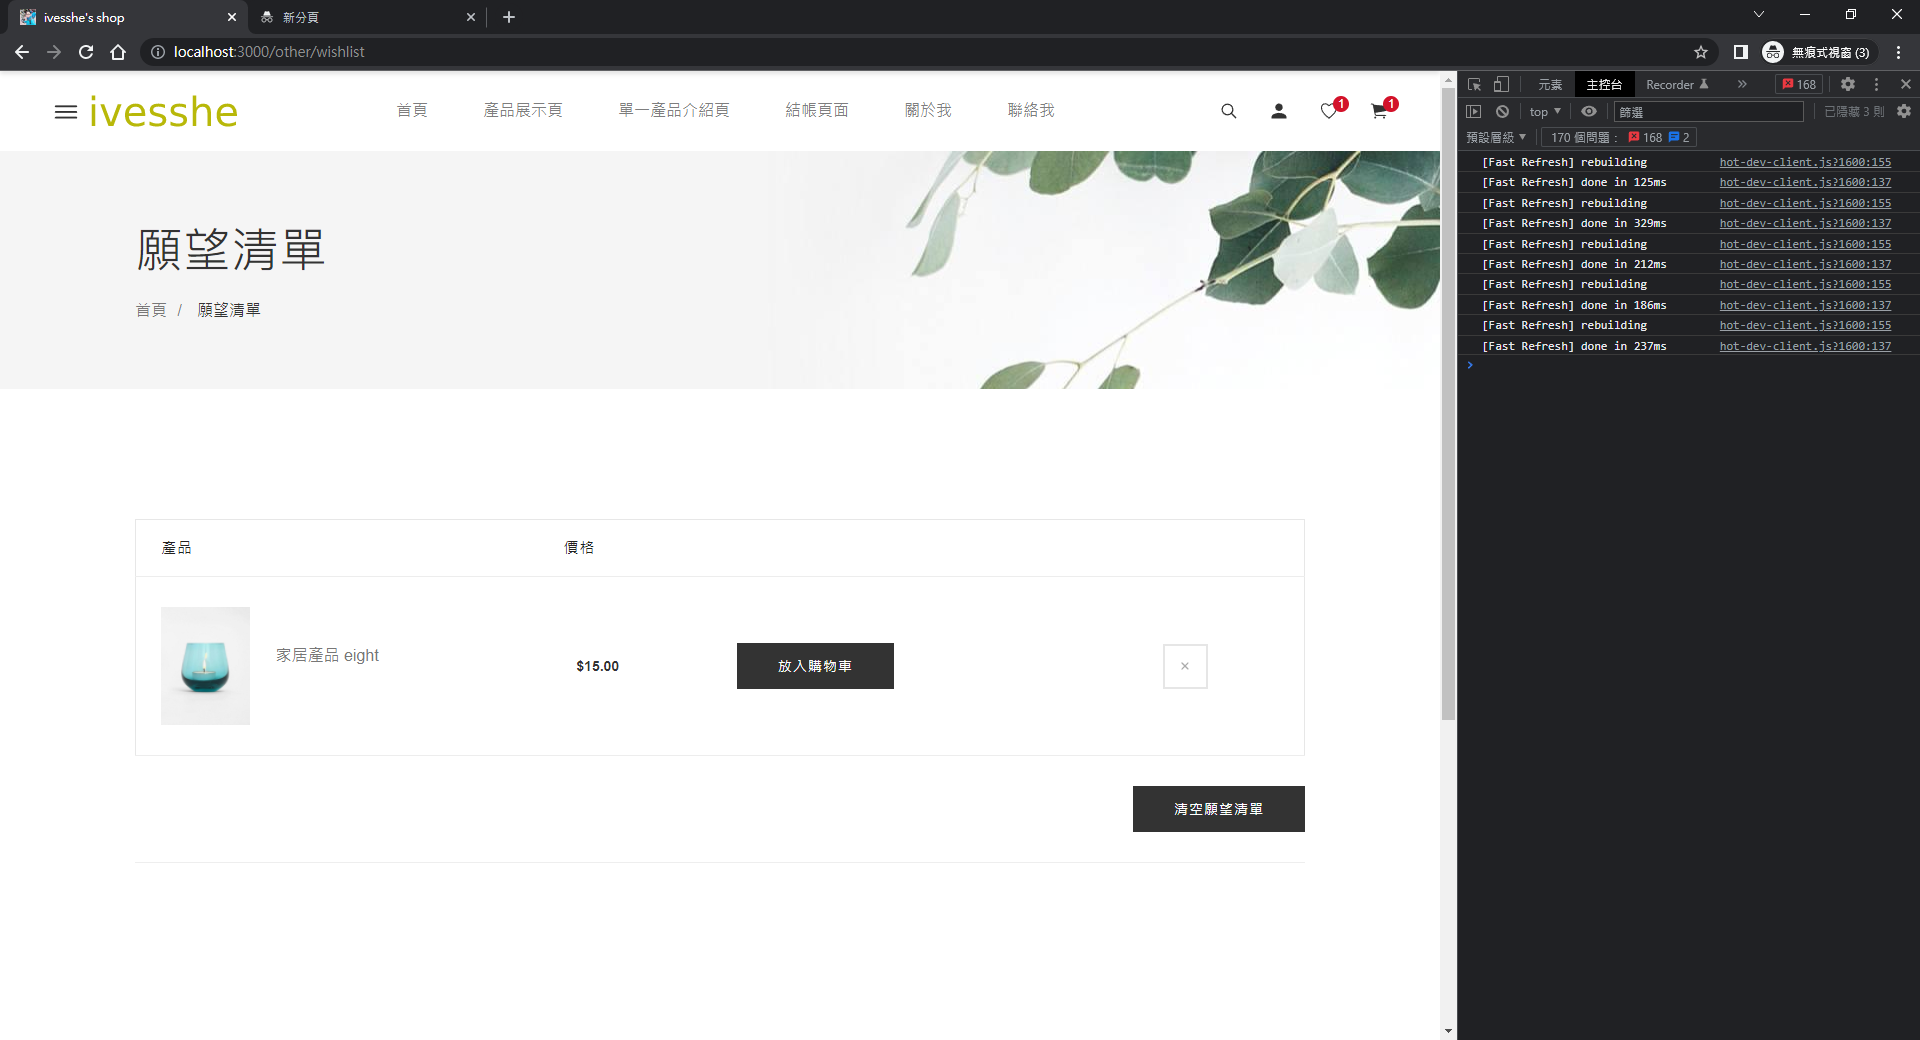 ivesshe's shop
新分頁
localhost:3000/other/wishlist
無痕式視窗 (3)
ivesshe
首頁
產品展示頁
單一產品介紹頁
結帳頁面
關於我
聯絡我
1
1
願望清單
首頁 / 願望清單
產品
價格
家居產品 eight
$15.00
放入購物車
×
清空願望清單
元素
主控台
Recorder
168
top
篩選
已隱藏 3 則
預設層級
170 個問題：
168
2
[Fast Refresh] rebuilding hot-dev-client.js?1600:155
[Fast Refresh] done in 125ms hot-dev-client.js?1600:137
[Fast Refresh] rebuilding hot-dev-client.js?1600:155
[Fast Refresh] done in 329ms hot-dev-client.js?1600:137
[Fast Refresh] rebuilding hot-dev-client.js?1600:155
[Fast Refresh] done in 212ms hot-dev-client.js?1600:137
[Fast Refresh] rebuilding hot-dev-client.js?1600:155
[Fast Refresh] done in 186ms hot-dev-client.js?1600:137
[Fast Refresh] rebuilding hot-dev-client.js?1600:155
[Fast Refresh] done in 237ms hot-dev-client.js?1600:137